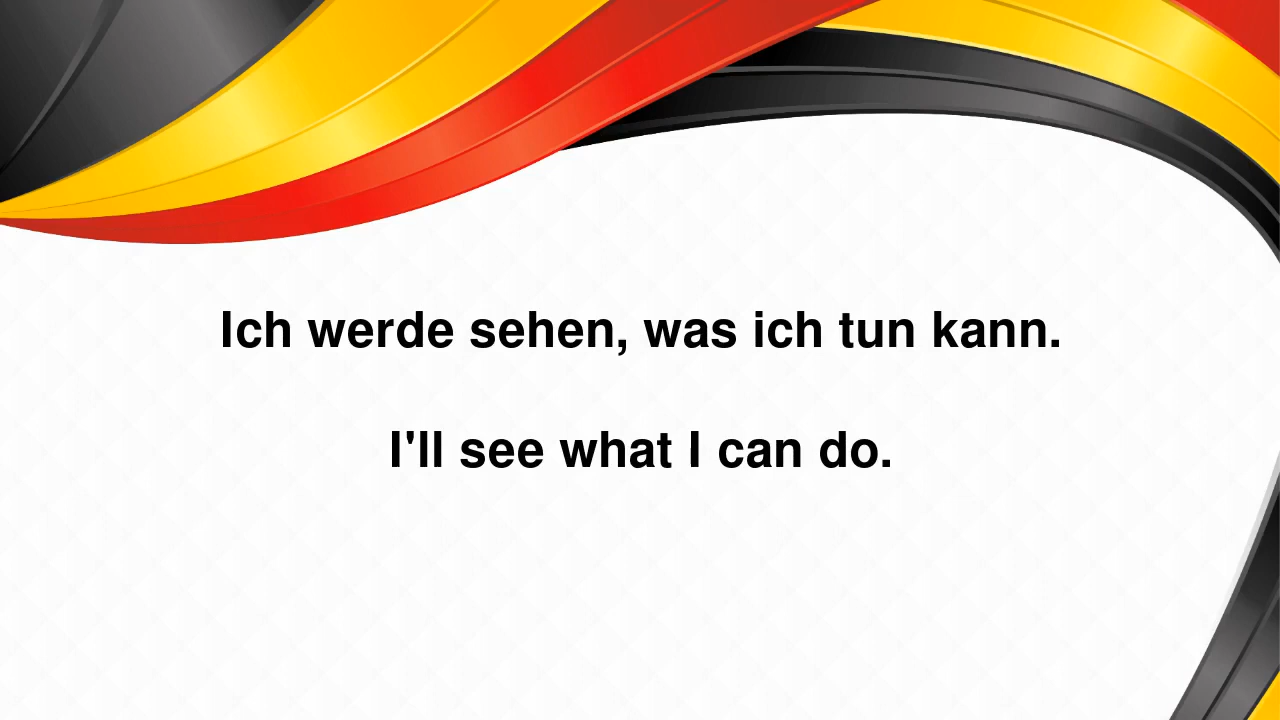 Ich werde sehen, was ich tun kann.
I'll see what I can do.